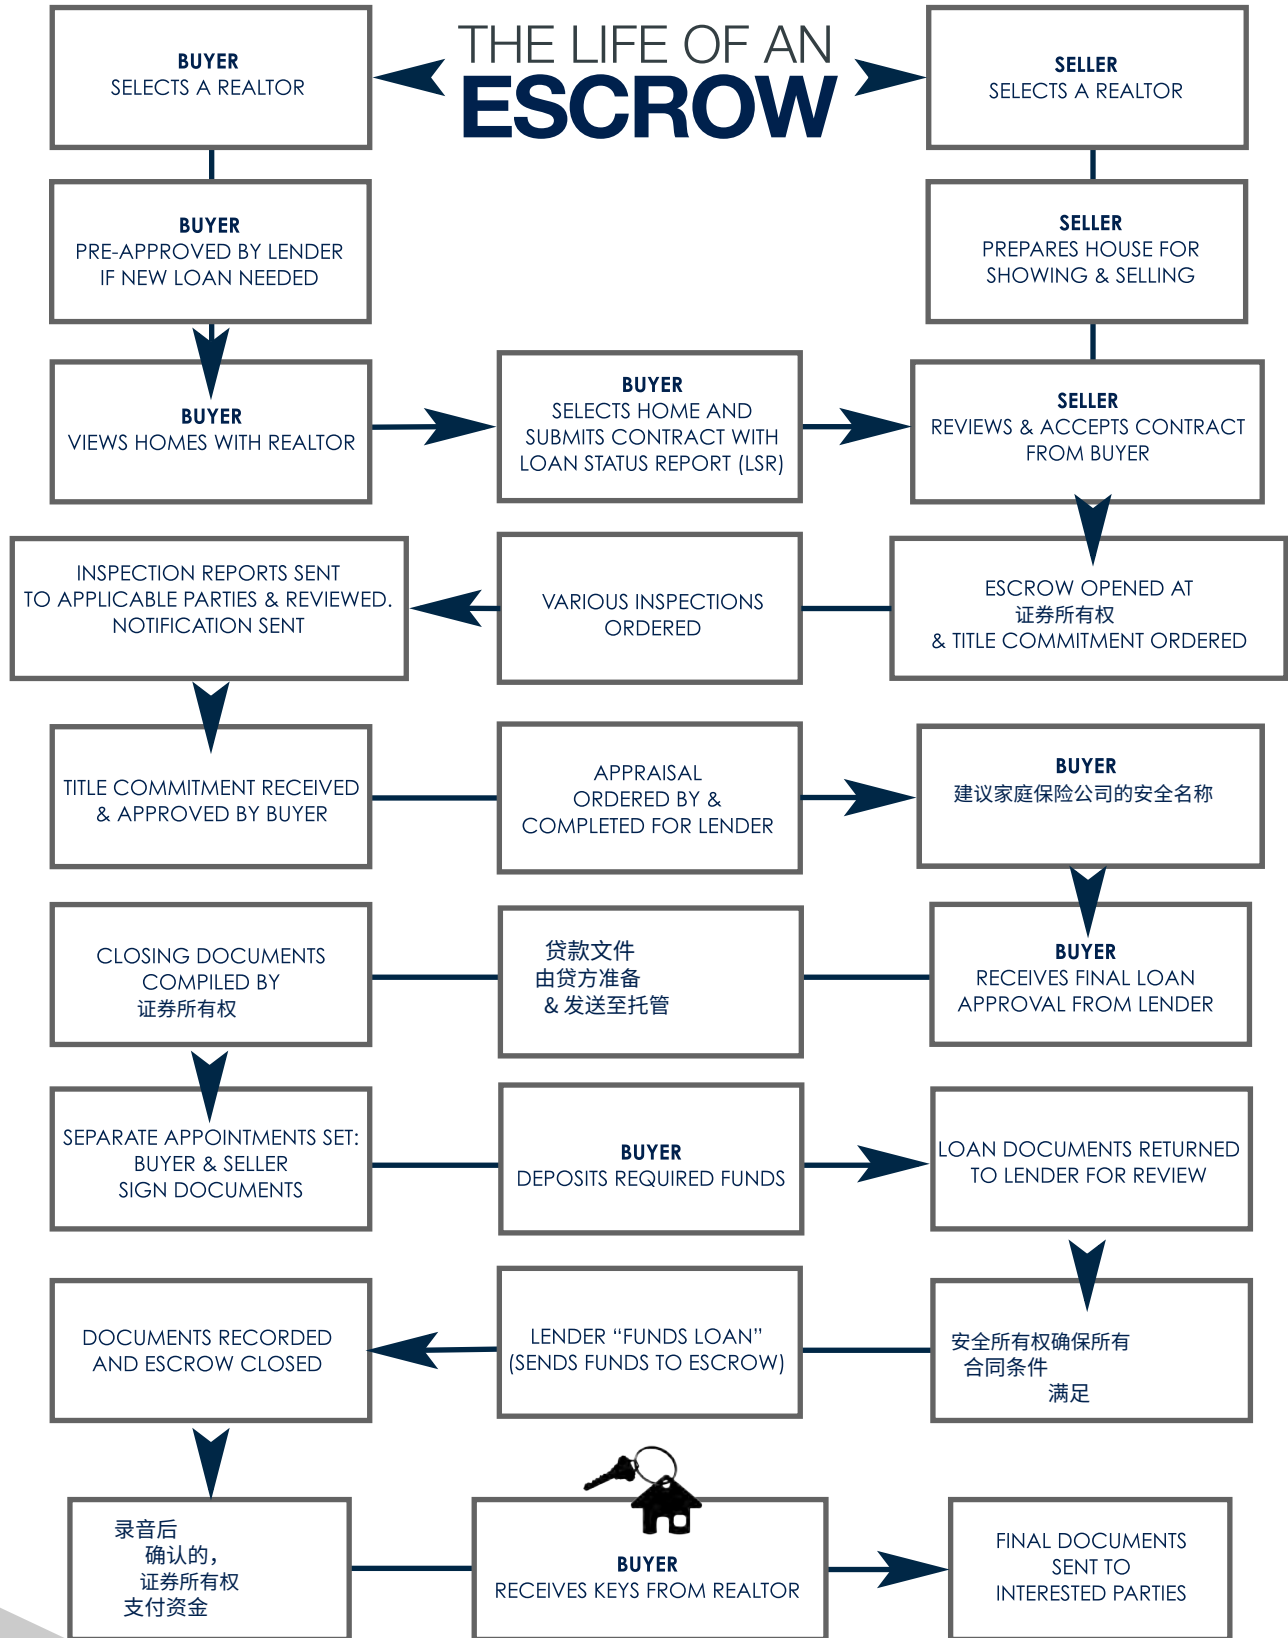 THE LIFE OF AN
ESCROW
BUYER
SELECTS A REALTOR
SELLER
SELECTS A REALTOR
BUYER
PRE-APPROVED BY LENDER
IF NEW LOAN NEEDED
SELLER
PREPARES HOUSE FOR
SHOWING & SELLING
BUYER
VIEWS HOMES WITH REALTOR
BUYER
SELECTS HOME AND
SUBMITS CONTRACT WITH
LOAN STATUS REPORT (LSR)
SELLER
REVIEWS & ACCEPTS CONTRACT
FROM BUYER
INSPECTION REPORTS SENT
TO APPLICABLE PARTIES & REVIEWED.
NOTIFICATION SENT
VARIOUS INSPECTIONS
ORDERED
ESCROW OPENED AT
证券所有权
& TITLE COMMITMENT ORDERED
TITLE COMMITMENT RECEIVED
& APPROVED BY BUYER
APPRAISAL
ORDERED BY &
COMPLETED FOR LENDER
BUYER
建议家庭保险公司的安全名称
CLOSING DOCUMENTS
COMPILED BY
证券所有权
贷款文件
由贷方准备
& 发送至托管
BUYER
RECEIVES FINAL LOAN
APPROVAL FROM LENDER
SEPARATE APPOINTMENTS SET:
BUYER & SELLER
SIGN DOCUMENTS
BUYER
DEPOSITS REQUIRED FUNDS
LOAN DOCUMENTS RETURNED
TO LENDER FOR REVIEW
DOCUMENTS RECORDED
AND ESCROW CLOSED
LENDER “FUNDS LOAN”
(SENDS FUNDS TO ESCROW)
安全所有权确保所有
合同条件
满足
录音后
确认的，
证券所有权
支付资金
BUYER
RECEIVES KEYS FROM REALTOR
FINAL DOCUMENTS
SENT TO
INTERESTED PARTIES